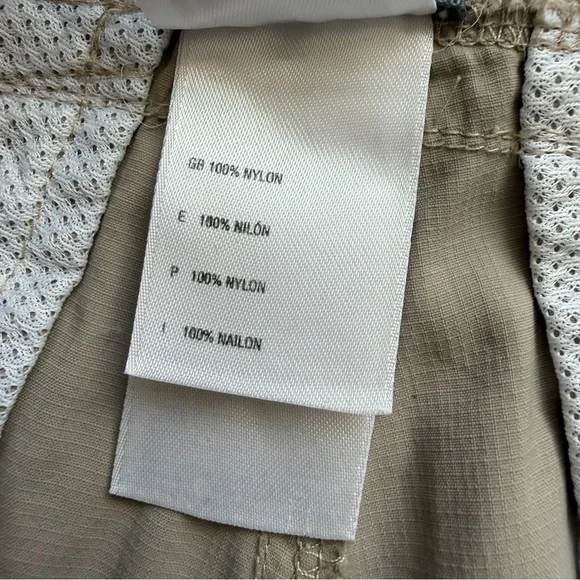 GB 100% NYLON
E 100% NILÓN
P 100% NYLON
I 100% NAILON